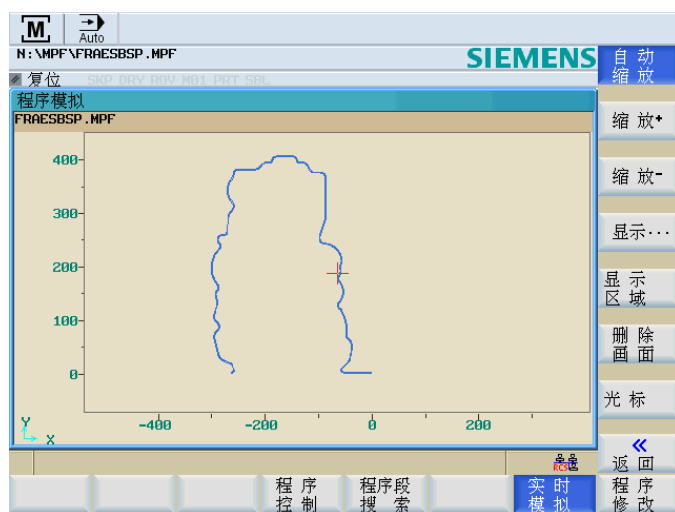 M
Auto
N:\MPF\FRAESBSP.MPF
SIEMENS
自动
缩放
复位
SKP DRY ROV M01 PRT SBL
程序模拟
FRAESBSP.MPF
缩放+
400
缩放-
300
显示···
200
显示
区域
100
删除
画面
0
光标
Y
X
-400
-200
0
200
«
返回
RCS
程序
控制
程序段
搜索
实时
模拟
程序
修改